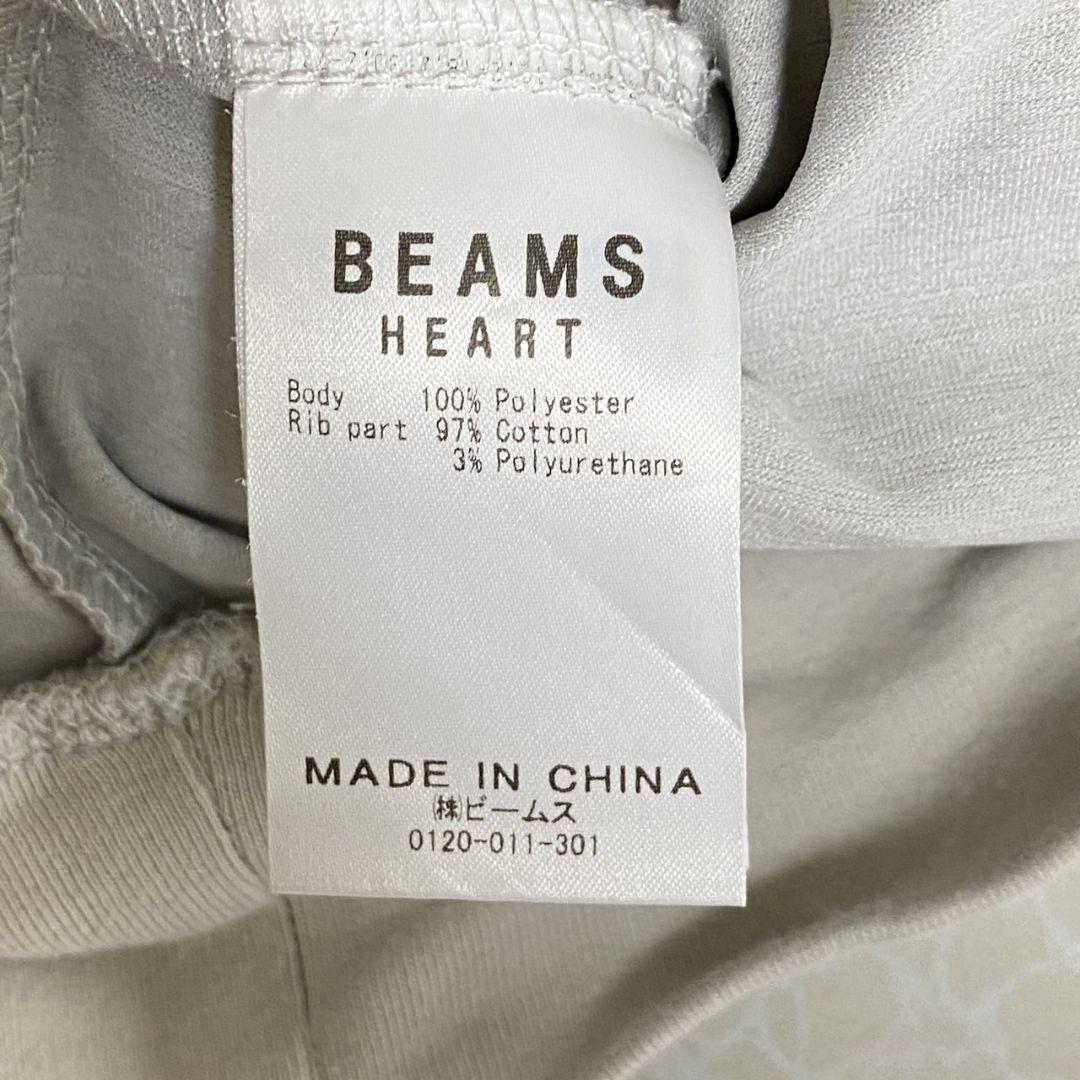 BEAMS
HEART
Body 100% Polyester
Rib part 97% Cotton
3% Polyurethane
MADE IN CHINA
㈱ビームス
0120-011-301